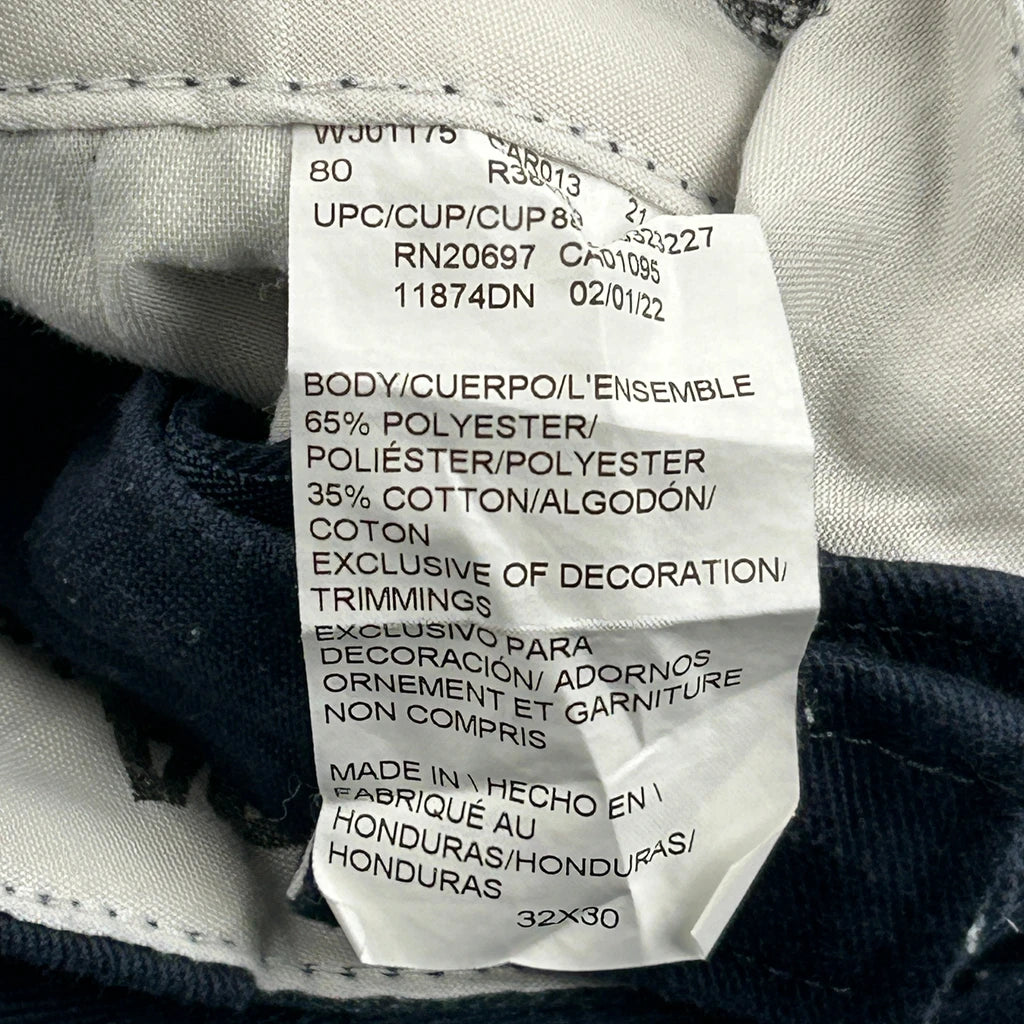 WJ01175
80
UPC/CUP/CUP
RN20697 CA01095
11874DN 02/01/22
BODY/CUERPO/L'ENSEMBLE
65% POLYESTER/
POLIÉSTER/POLYESTER
35% COTTON/ALGODÓN/
COTON
EXCLUSIVE OF DECORATION/
TRIMMINGS
EXCLUSIVO PARA
DECORACIÓN/ ADORNOS
ORNEMENT ET GARNITURE
NON COMPRIS
MADE IN \ HECHO EN \
FABRIQUÉ AU
HONDURAS/HONDURAS/
HONDURAS
32X30